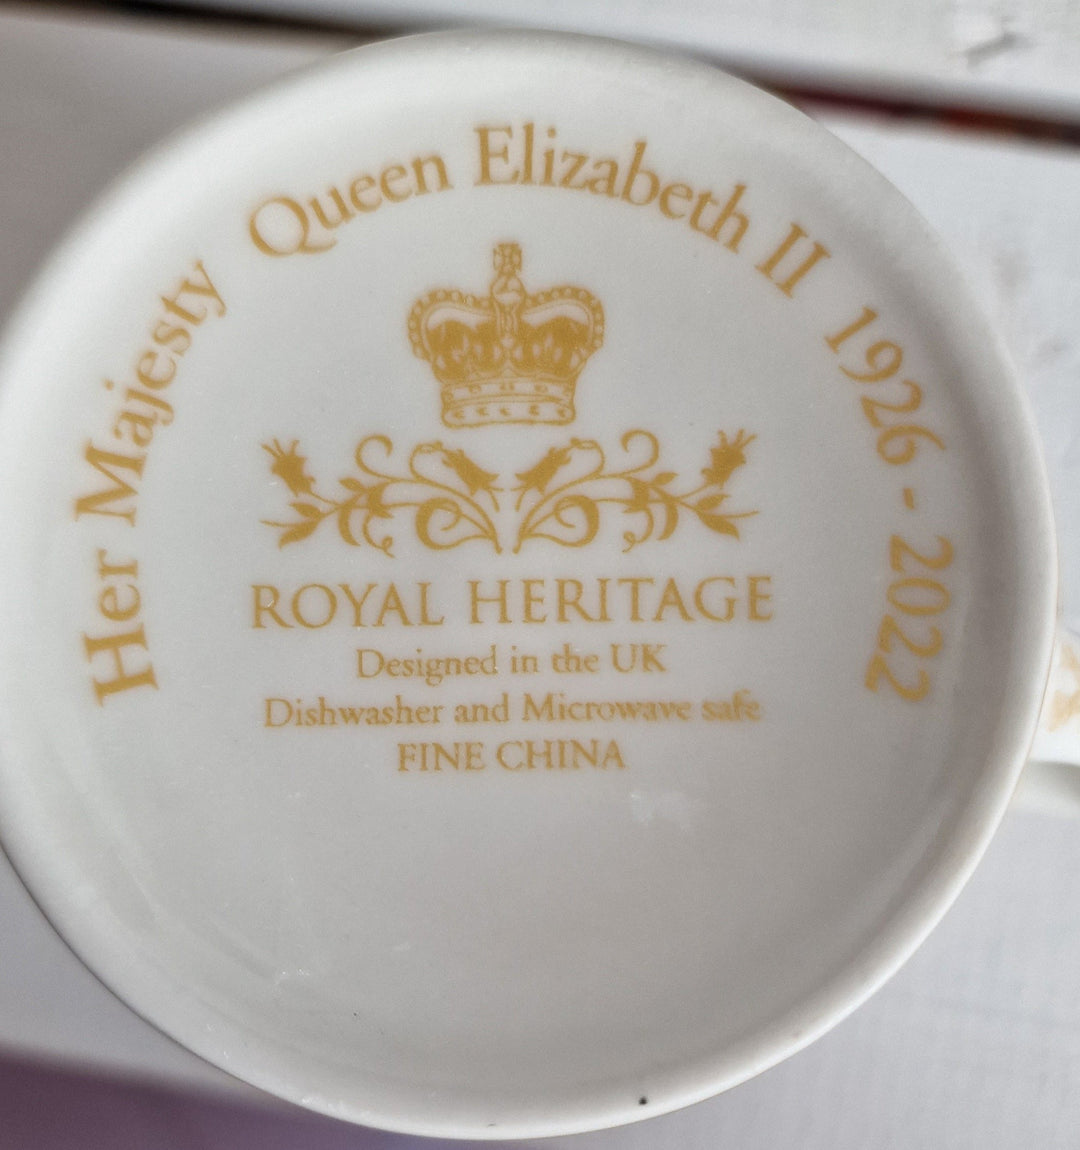 Her Majesty Queen Elizabeth II 1926 - 2022
ROYAL HERITAGE
Designed in the UK
Dishwasher and Microwave safe
FINE CHINA